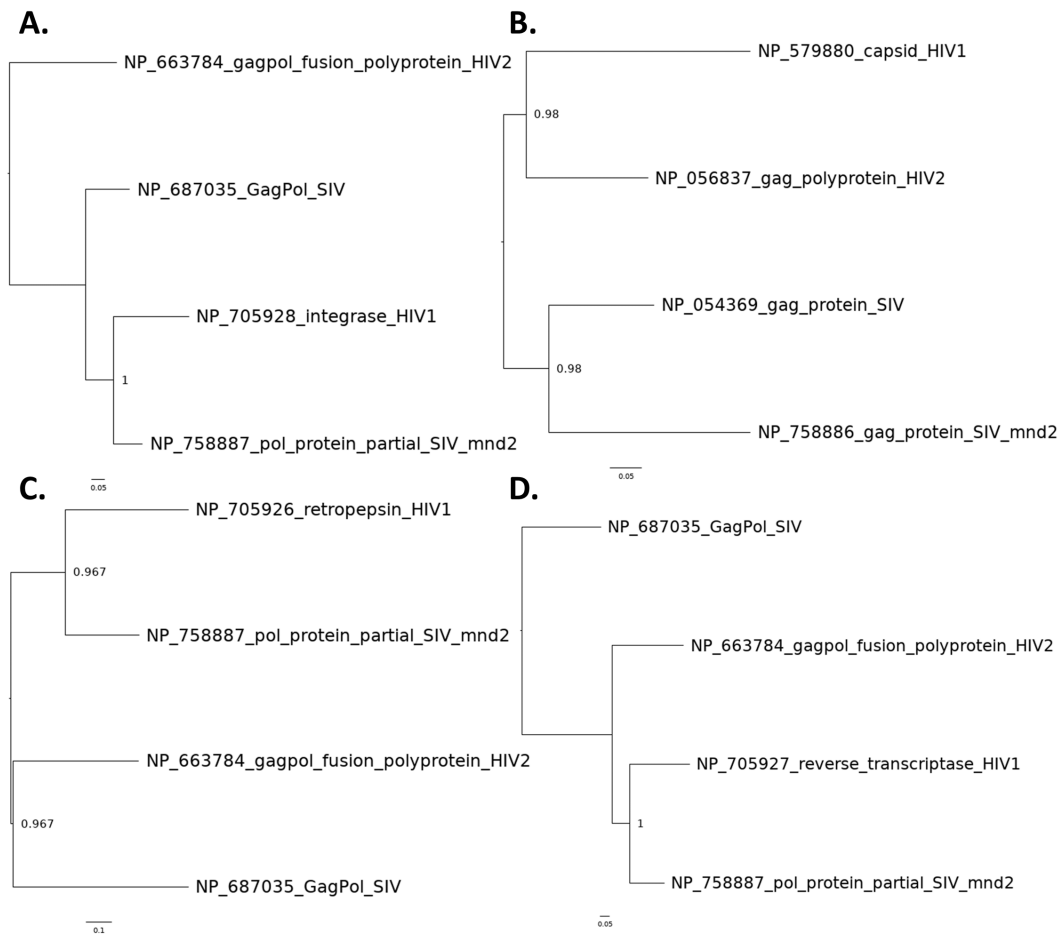 A.
NP_663784_gagpol_fusion_polyprotein_HIV2
NP_687035_GagPol_SIV
NP_705928_integrase_HIV1
1
NP_758887_pol_protein_partial_SIV_mnd2
0.05
B.
NP_579880_capsid_HIV1
0.98
NP_056837_gag_polyprotein_HIV2
NP_054369_gag_protein_SIV
0.98
NP_758886_gag_protein_SIV_mnd2
0.05
C.
NP_705926_retropepsin_HIV1
0.967
NP_758887_pol_protein_partial_SIV_mnd2
NP_663784_gagpol_fusion_polyprotein_HIV2
0.967
NP_687035_GagPol_SIV
0.1
D.
NP_687035_GagPol_SIV
NP_663784_gagpol_fusion_polyprotein_HIV2
NP_705927_reverse_transcriptase_HIV1
1
NP_758887_pol_protein_partial_SIV_mnd2
0.05